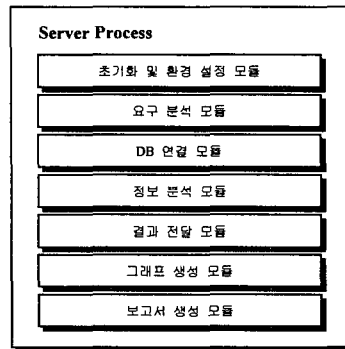 Server Process
초기화 및 환경 설정 모듈
요구 분석 모듈
DB 연결 모듈
정보 분석 모듈
결과 전달 모듈
그래프 생성 모듈
보고서 생성 모듈